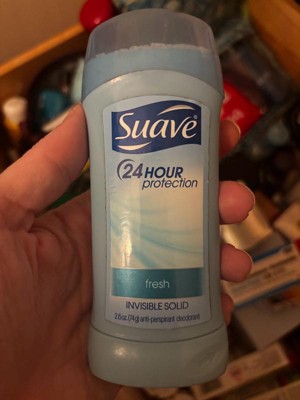 Suave®
24 HOUR
protection
fresh
INVISIBLE SOLID
2.6 oz. (74g) anti-perspirant deodorant